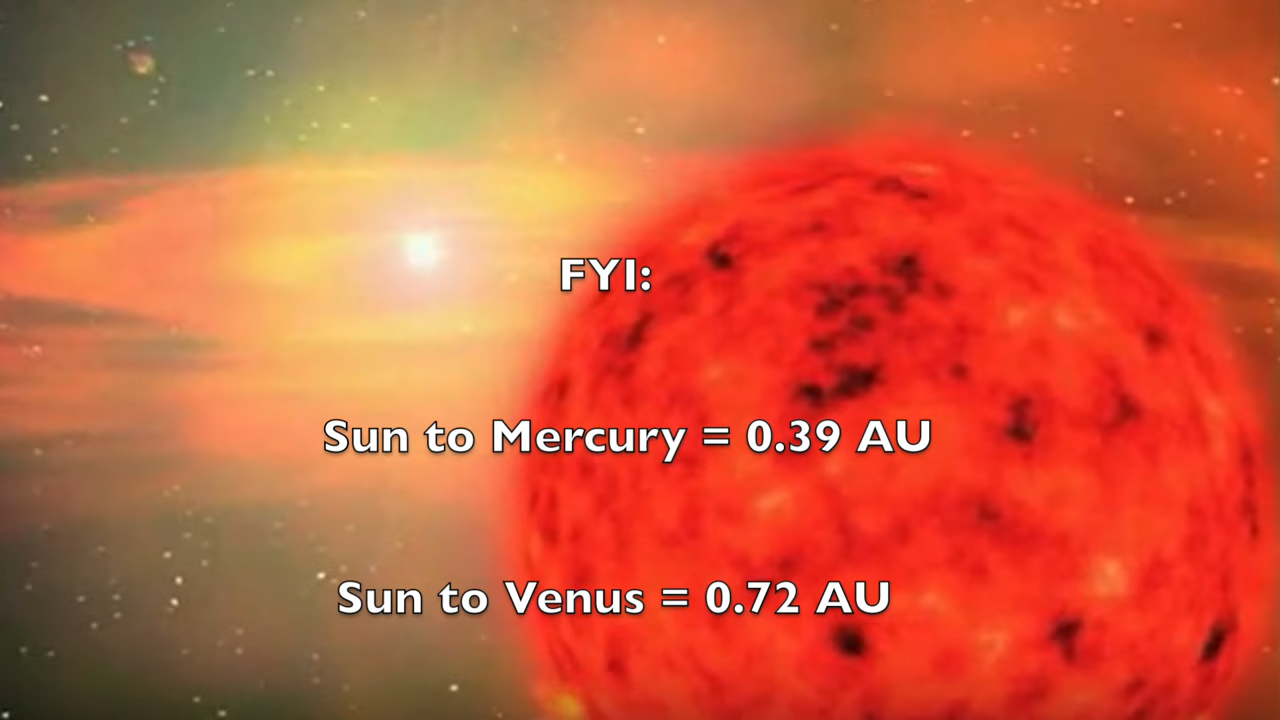 FYI:
Sun to Mercury = 0.39 AU
Sun to Venus = 0.72 AU